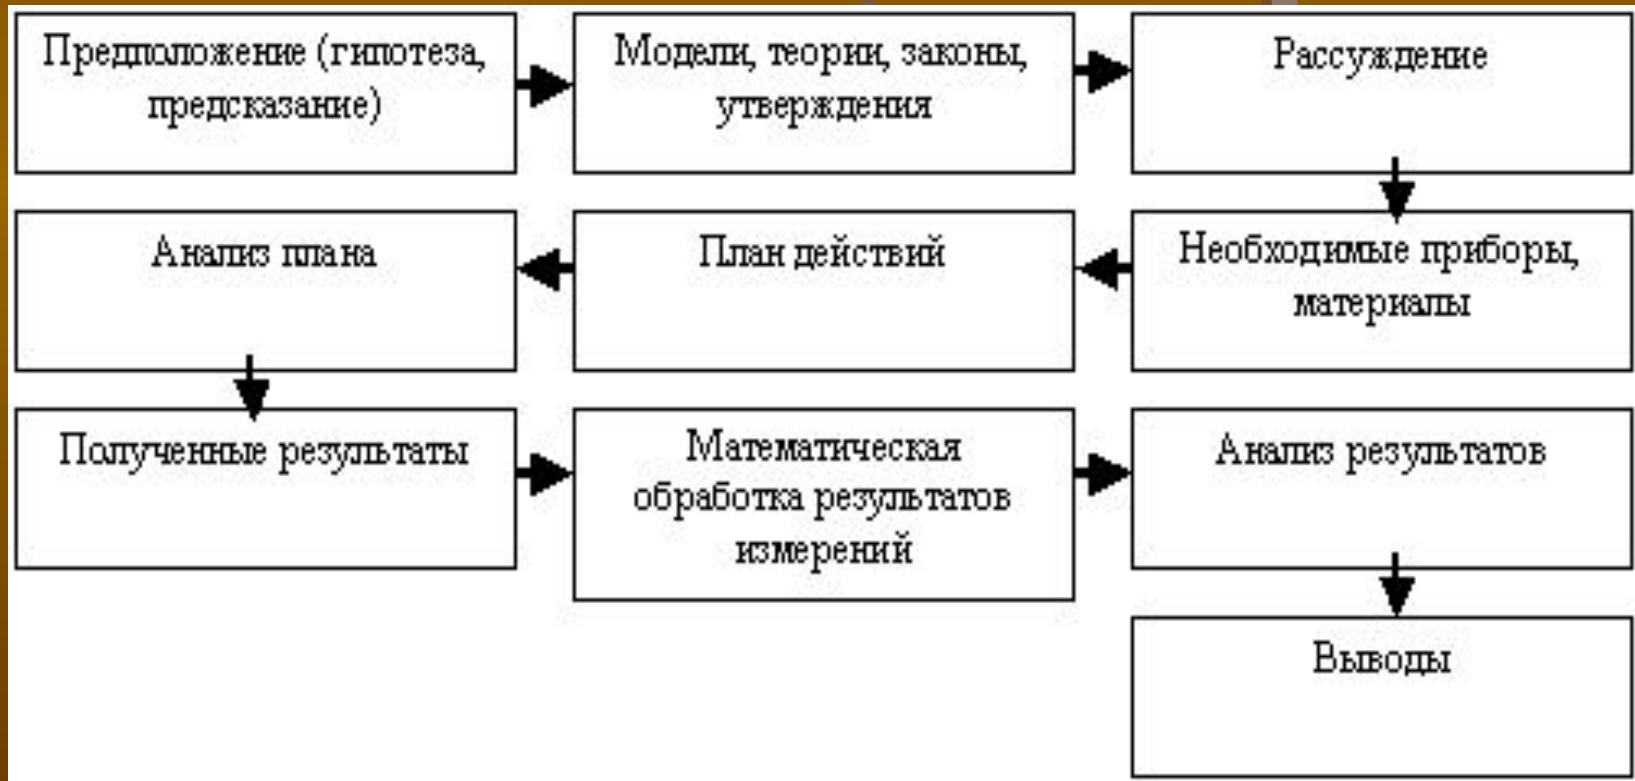 Предположение (гипотеза,
предсказание)
Модели, теории, законы,
утверждения
Рассуждение
Необходимые приборы,
материалы
План действий
Анализ плана
Полученные результаты
Математическая
обработка результатов
измерений
Анализ результатов
Выводы